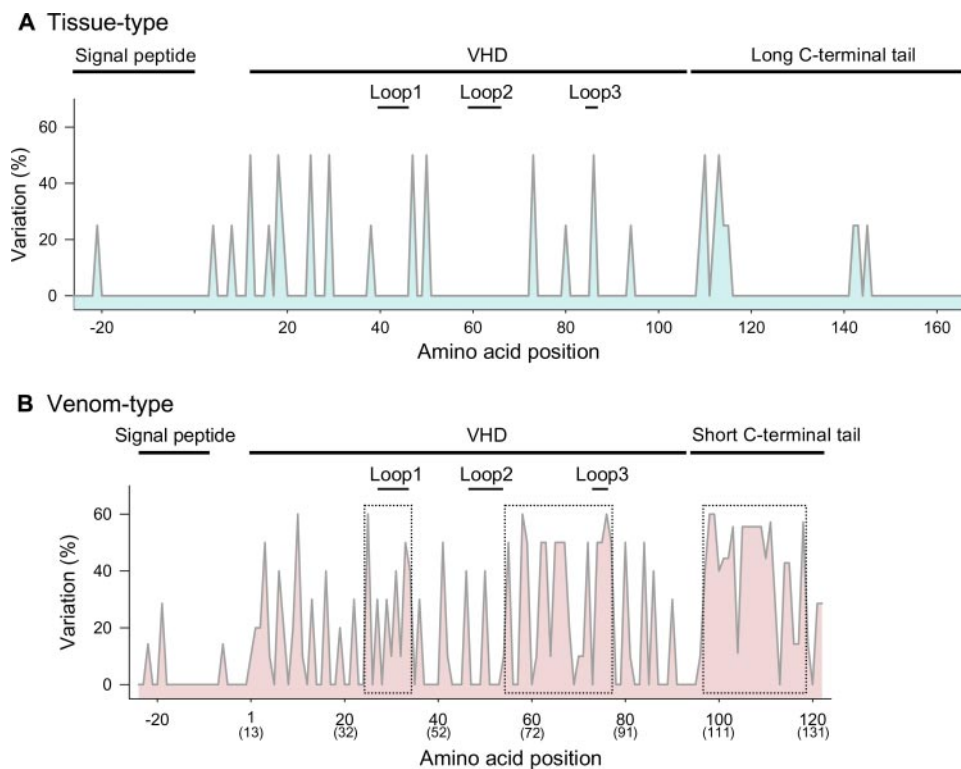 A Tissue-type
Signal peptide VHD Long C-terminal tail
Loop1 Loop2 Loop3
60
40
20
0
Variation (%)
-20 20 40 60 80 100 120 140 160
Amino acid position
B Venom-type
Signal peptide VHD Short C-terminal tail
Loop1 Loop2 Loop3
60
40
20
0
Variation (%)
-20 1 20 40 60 80 100 120
(13) (32) (52) (72) (91) (111) (131)
Amino acid position